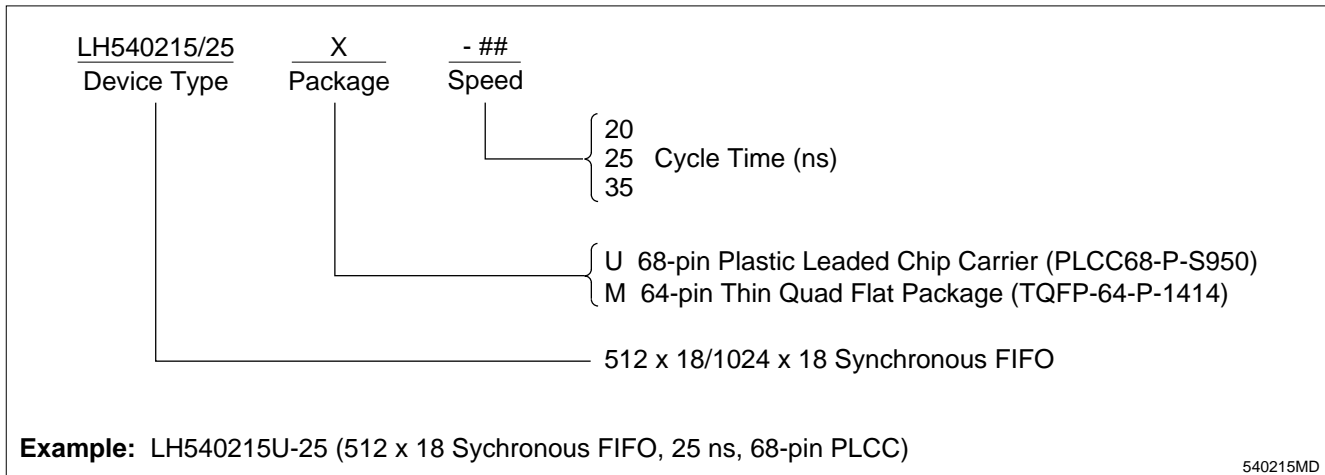 LH540215/25 X - ##
Device Type Package Speed
20
25 Cycle Time (ns)
35
U 68-pin Plastic Leaded Chip Carrier (PLCC68-P-S950)
M 64-pin Thin Quad Flat Package (TQFP-64-P-1414)
512 x 18/1024 x 18 Synchronous FIFO
Example: LH540215U-25 (512 x 18 Sychronous FIFO, 25 ns, 68-pin PLCC)
540215MD